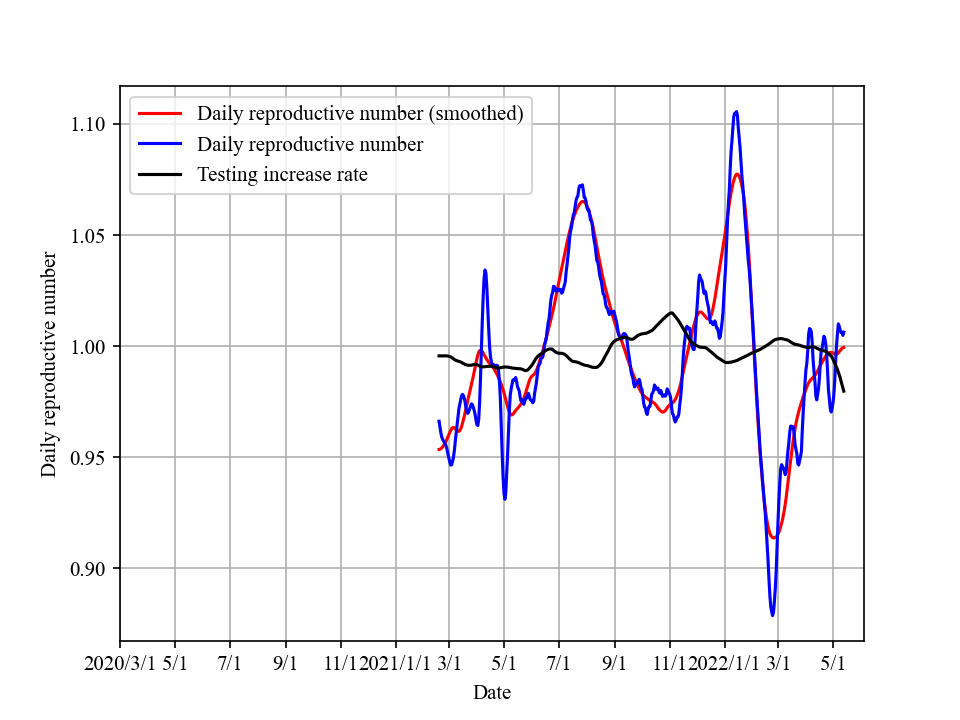 Daily reproductive number (smoothed)
Daily reproductive number
Testing increase rate
Daily reproductive number
1.10
1.05
1.00
0.95
0.90
2020/3/1 5/1 7/1 9/1 11/1 2021/1/1 3/1 5/1 7/1 9/1 11/1 2022/1/1 3/1 5/1
Date